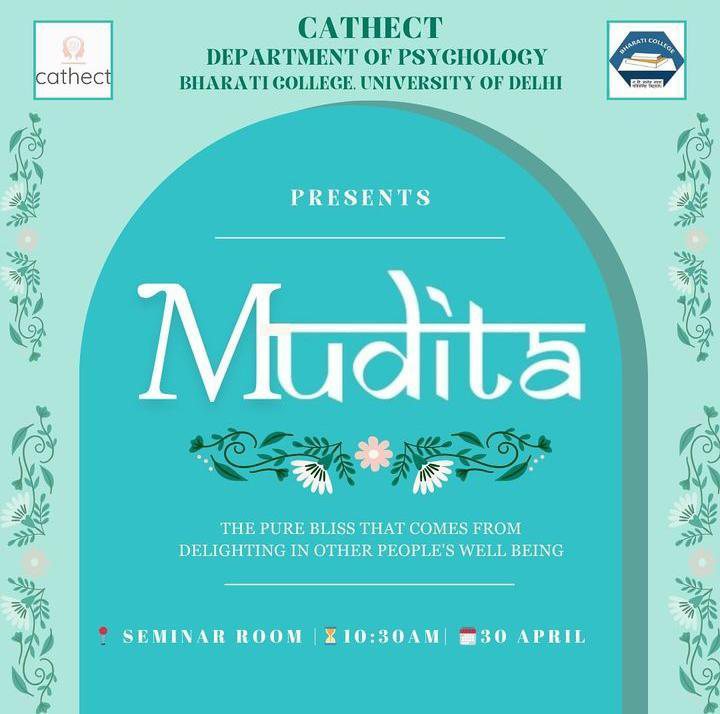 CATHECT
DEPARTMENT OF PSYCHOLOGY
BHARATI COLLEGE, UNIVERSITY OF DELHI
cathect
BHARATI COLLEGE
PRESENTS
Mudita
THE PURE BLISS THAT COMES FROM
DELIGHTING IN OTHER PEOPLE'S WELL BEING
📍 SEMINAR ROOM | ⏳10:30AM| 🗓️30 APRIL